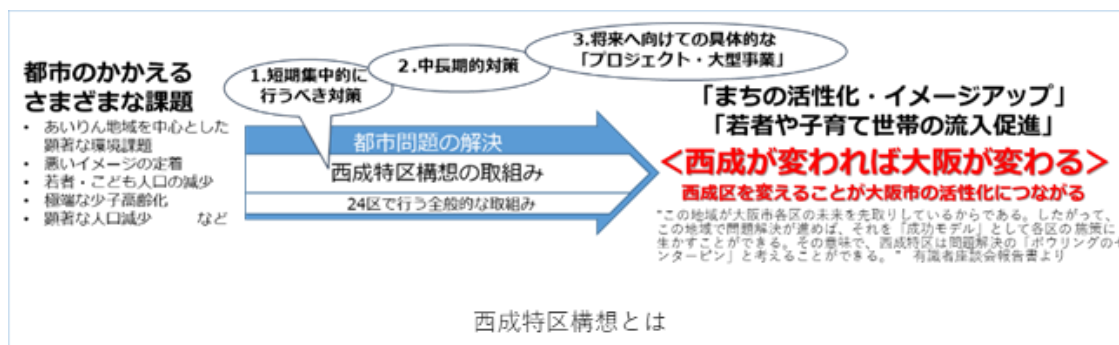 都市のかかえる
さまざまな課題
• あいりん地域を中心とした
顕著な環境課題
• 悪いイメージの定着
• 若者・こども人口の減少
• 極端な少子高齢化
• 顕著な人口減少 など
1.短期集中的に
行うべき対策
2.中長期的対策
3.将来へ向けての具体的な
「プロジェクト・大型事業」
都市問題の解決
西成特区構想の取組み
24区で行う全般的な取組み
「まちの活性化・イメージアップ」
「若者や子育て世帯の流入促進」
<西成が変われば大阪が変わる>
西成区を変えることが大阪市の活性化につながる
"この地域が大阪市各区の未来を先取りしているからである。したがって、
この地域で問題解決が進めば、それを「成功モデル」として各区の施策に
生かすことができる。その意味で、西成特区は問題解決の「ボウリングのセ
ンターピン」と考えることができる。" 有識者座談会報告書より
西成特区構想とは